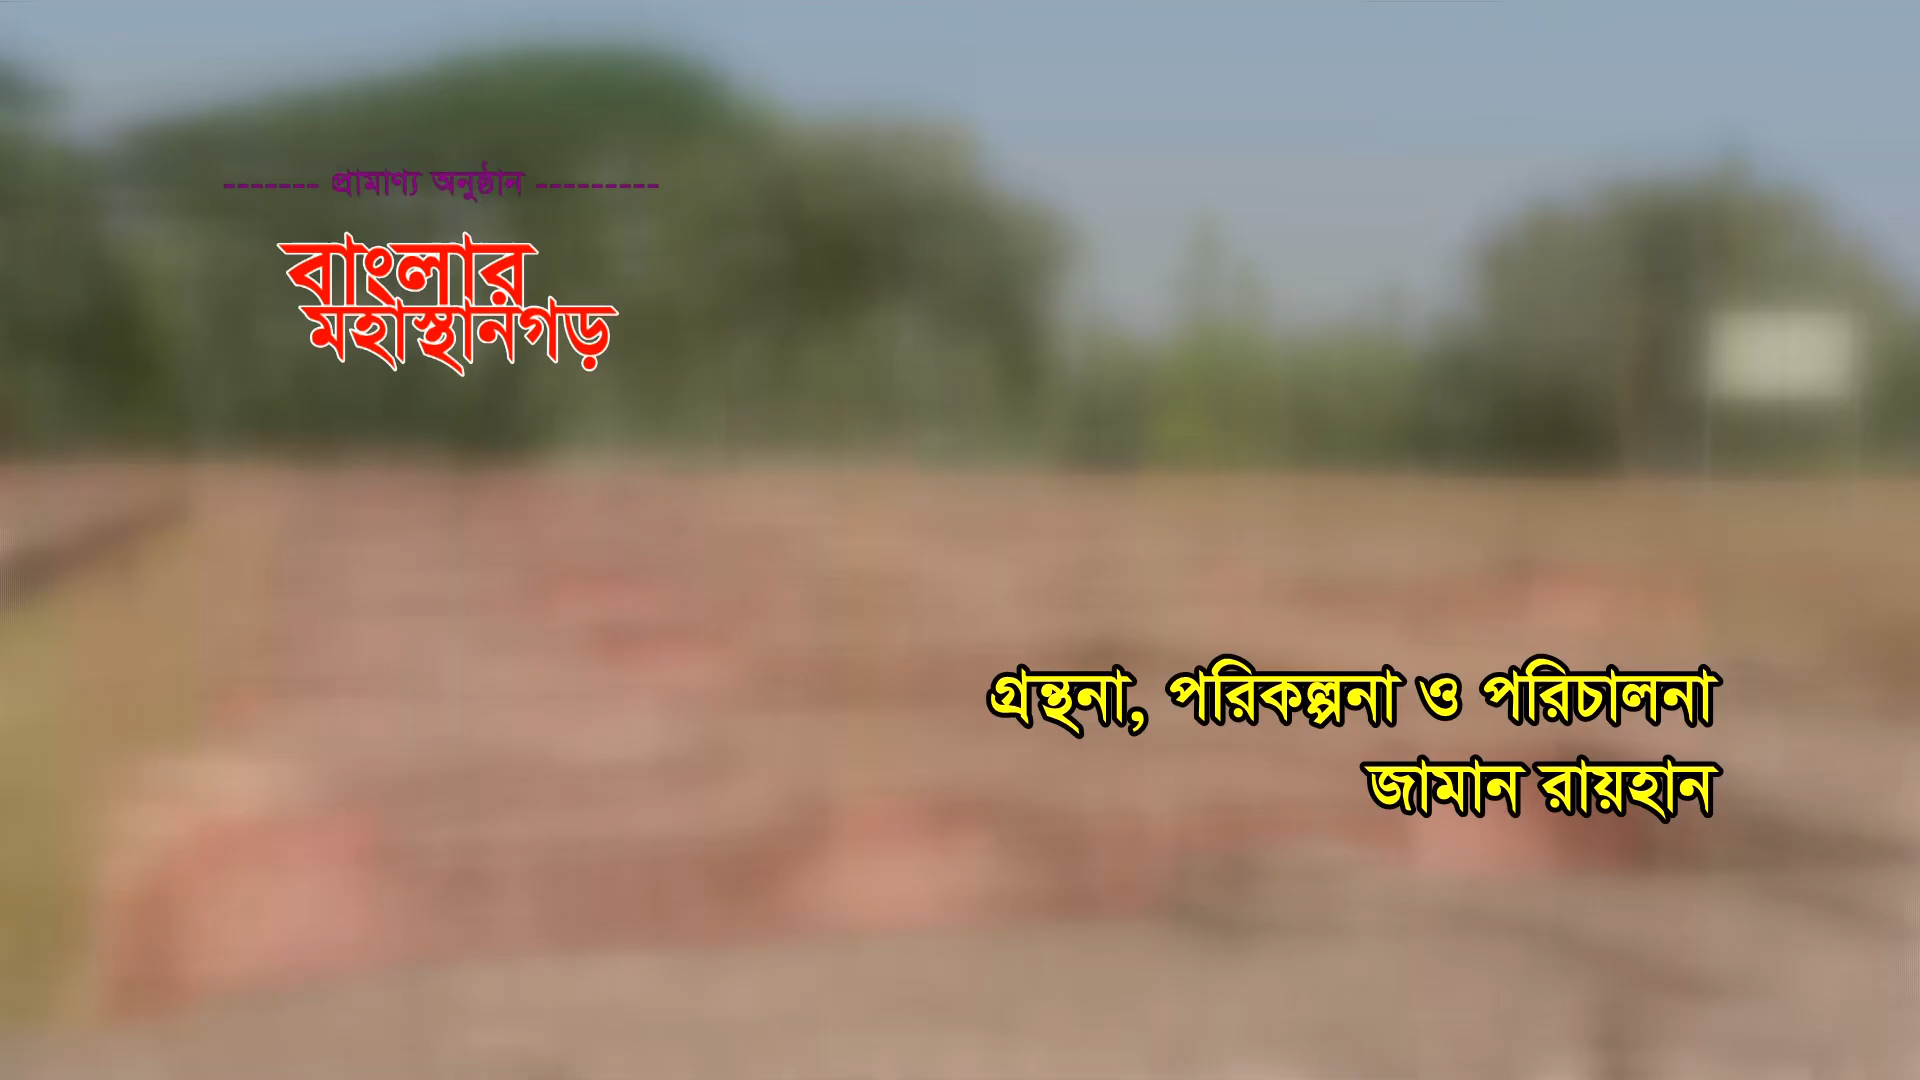 ------- প্রামাণ্য অনুষ্ঠান ---------
বাংলার
মহাস্থানগড়
গ্রন্থনা, পরিকল্পনা ও পরিচালনা
জামান রায়হান